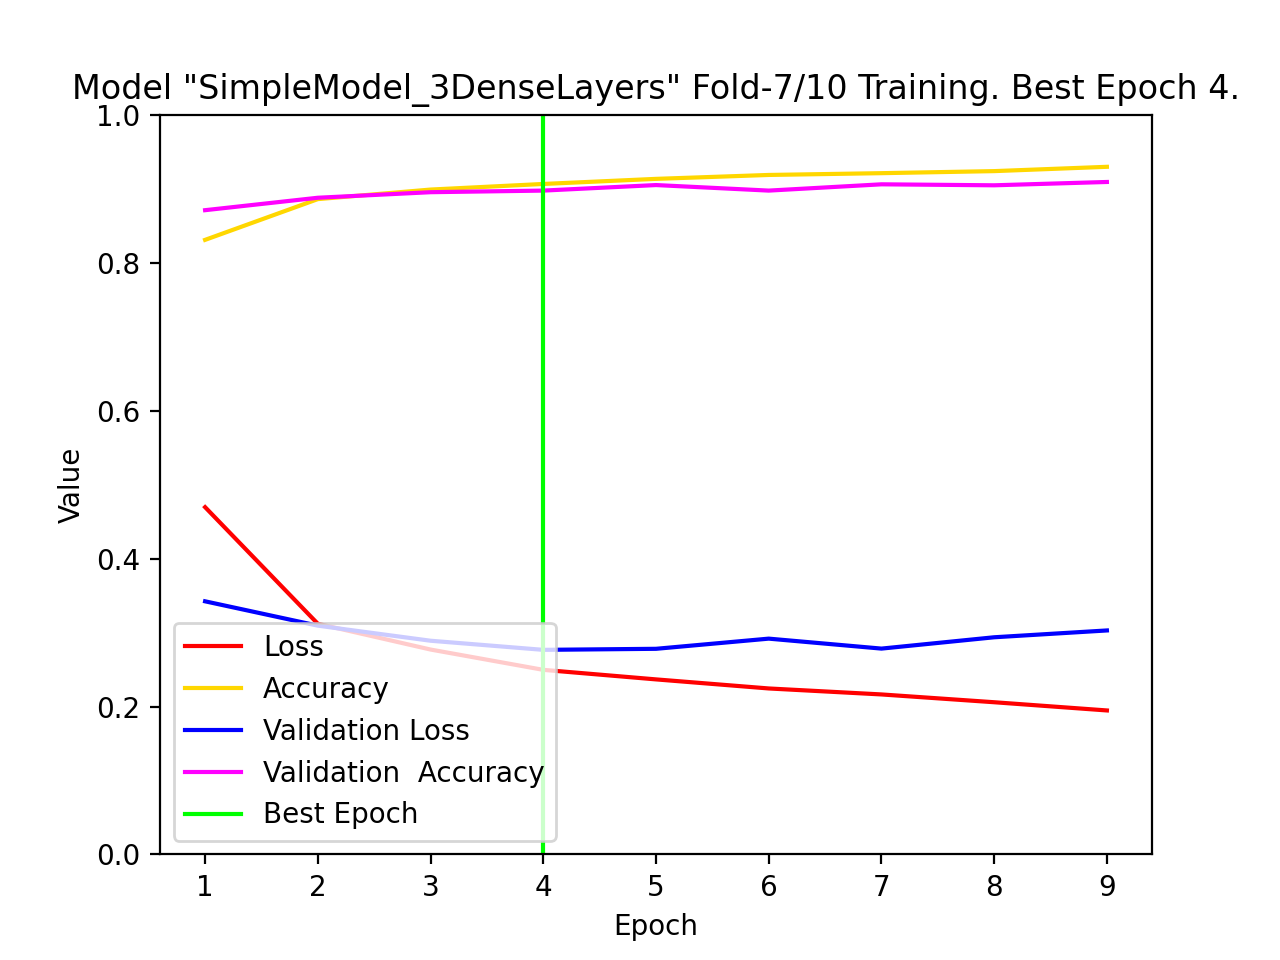 Model "SimpleModel_3DenseLayers" Fold-7/10 Training. Best Epoch 4.
1.0
0.8
0.6
0.4
0.2
0.0
Value
Loss
Accuracy
Validation Loss
Validation  Accuracy
Best Epoch
1 2 3 4 5 6 7 8 9
Epoch